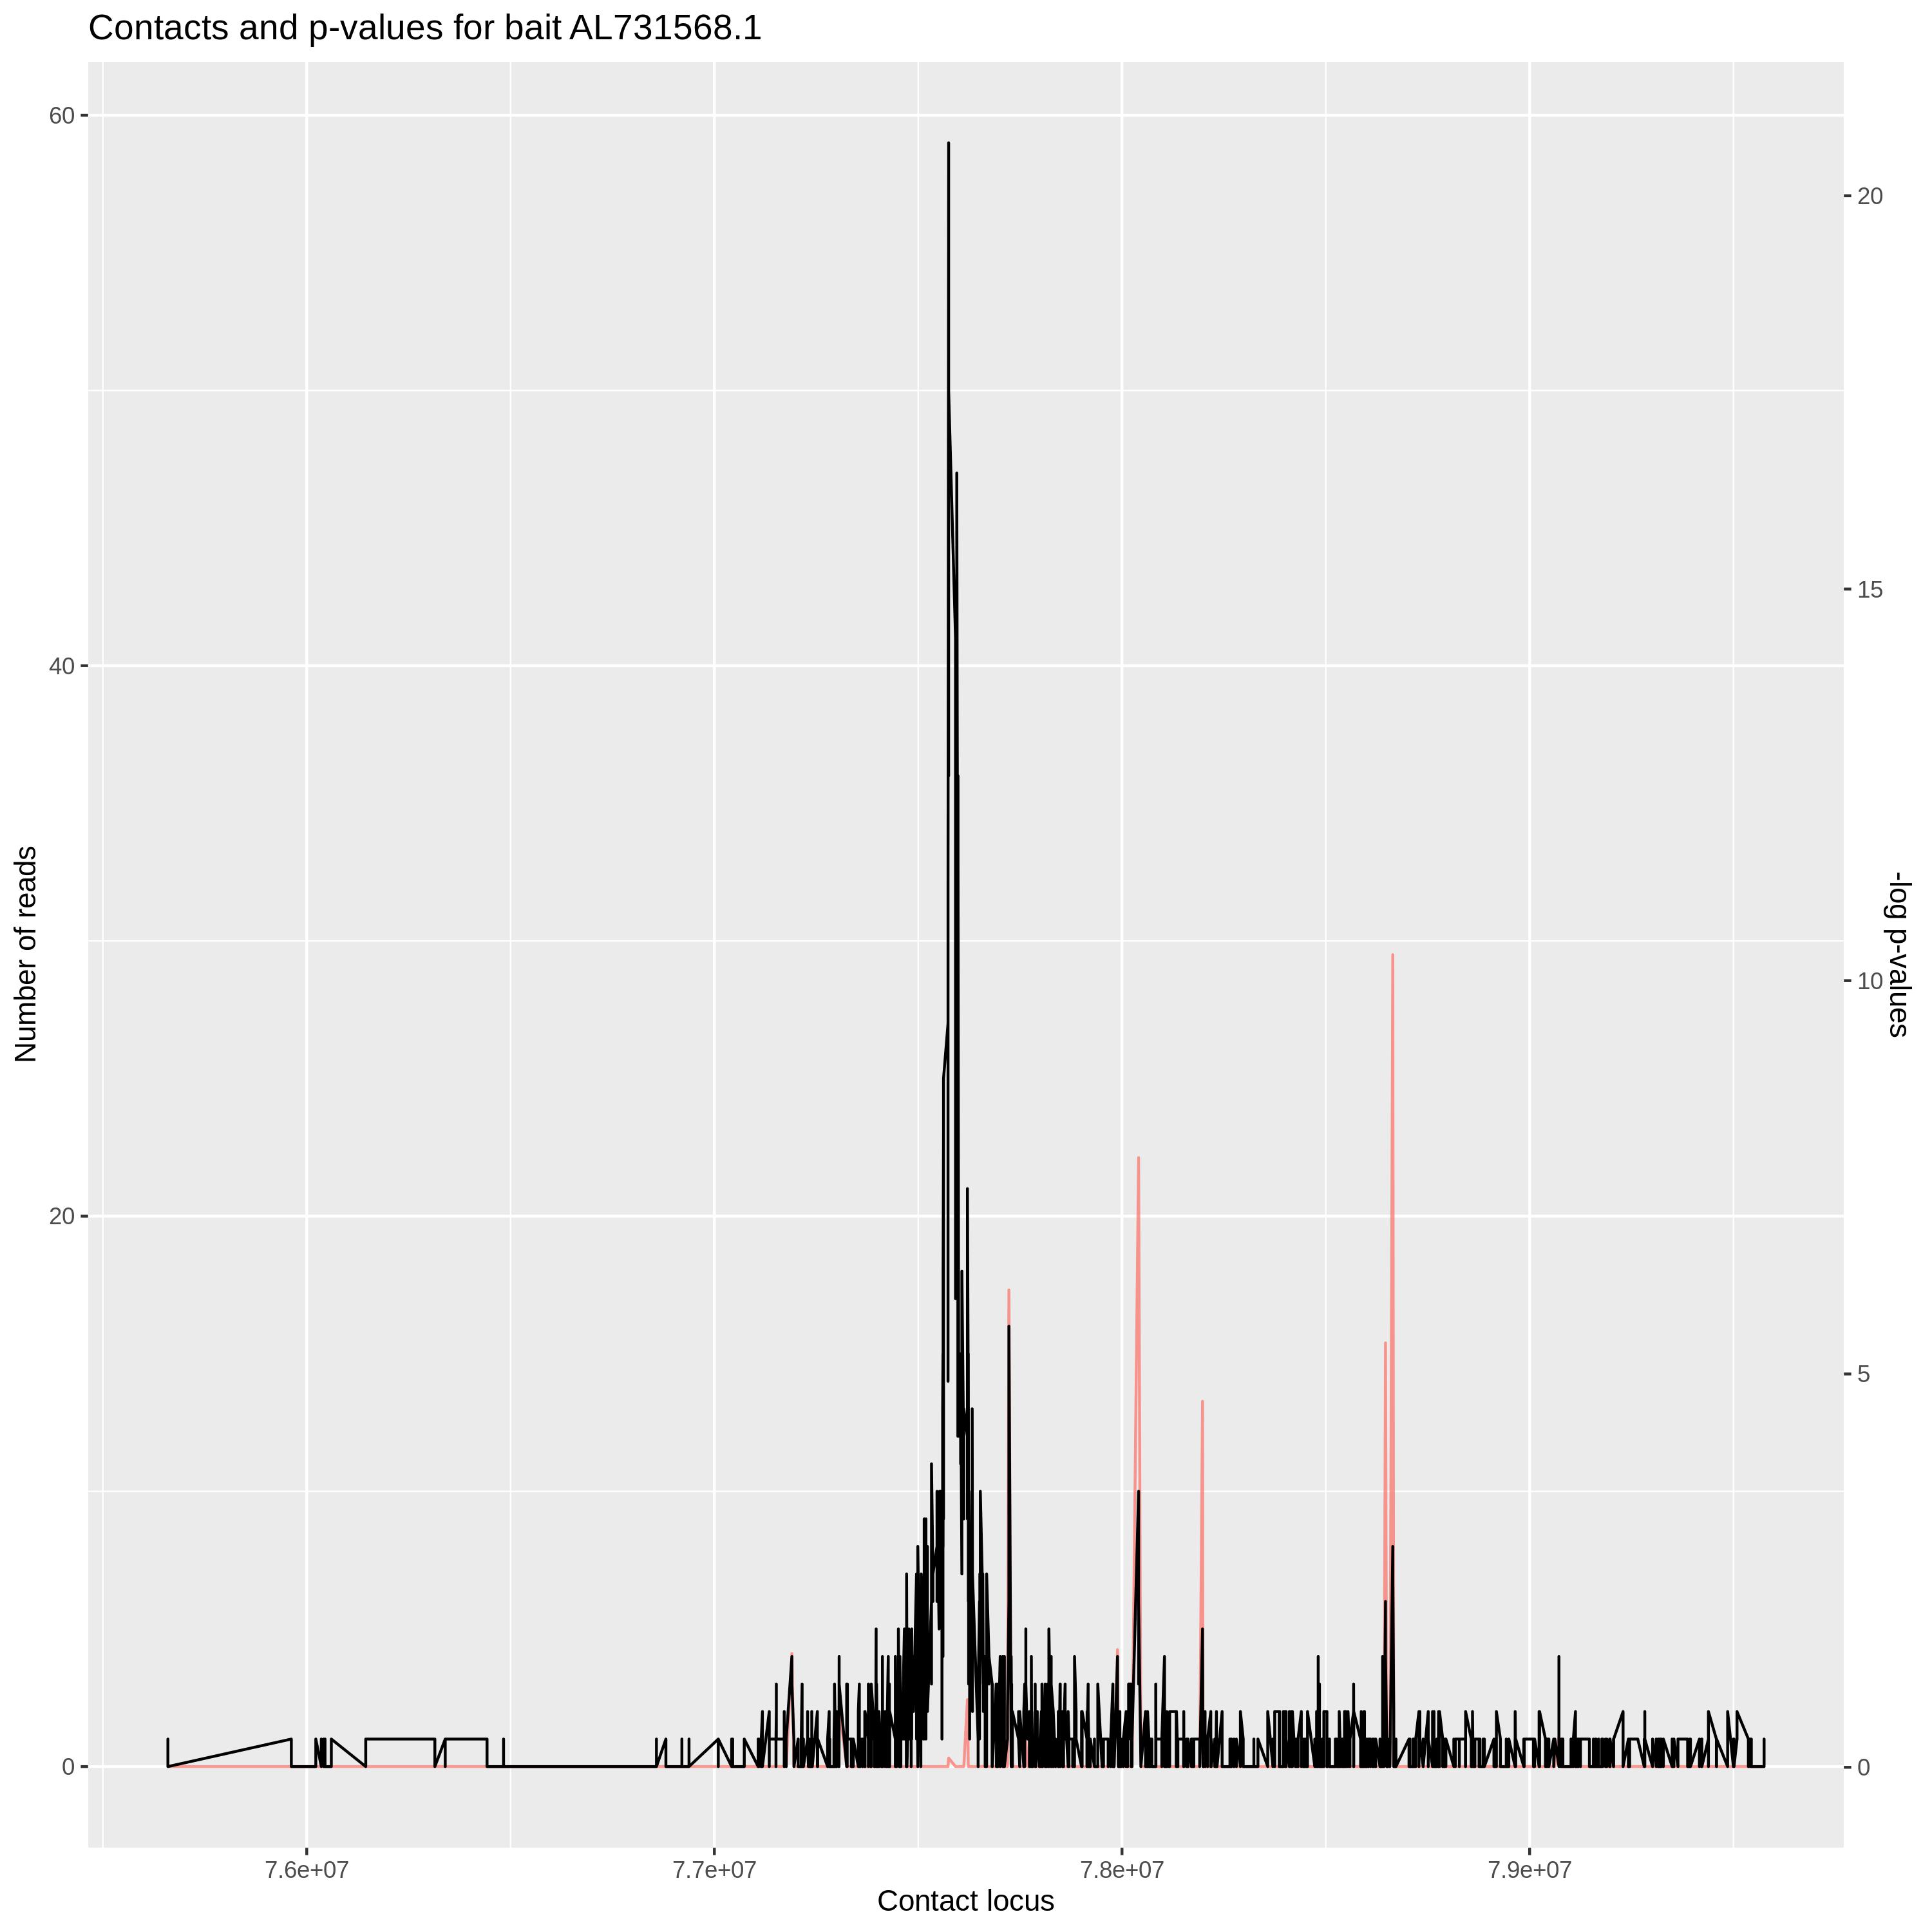 Contacts and p-values for bait AL731568.1
60
40
20
0
Number of reads
20
15
10
5
0
-log p-values
7.6e+07
7.7e+07
7.8e+07
7.9e+07
Contact locus